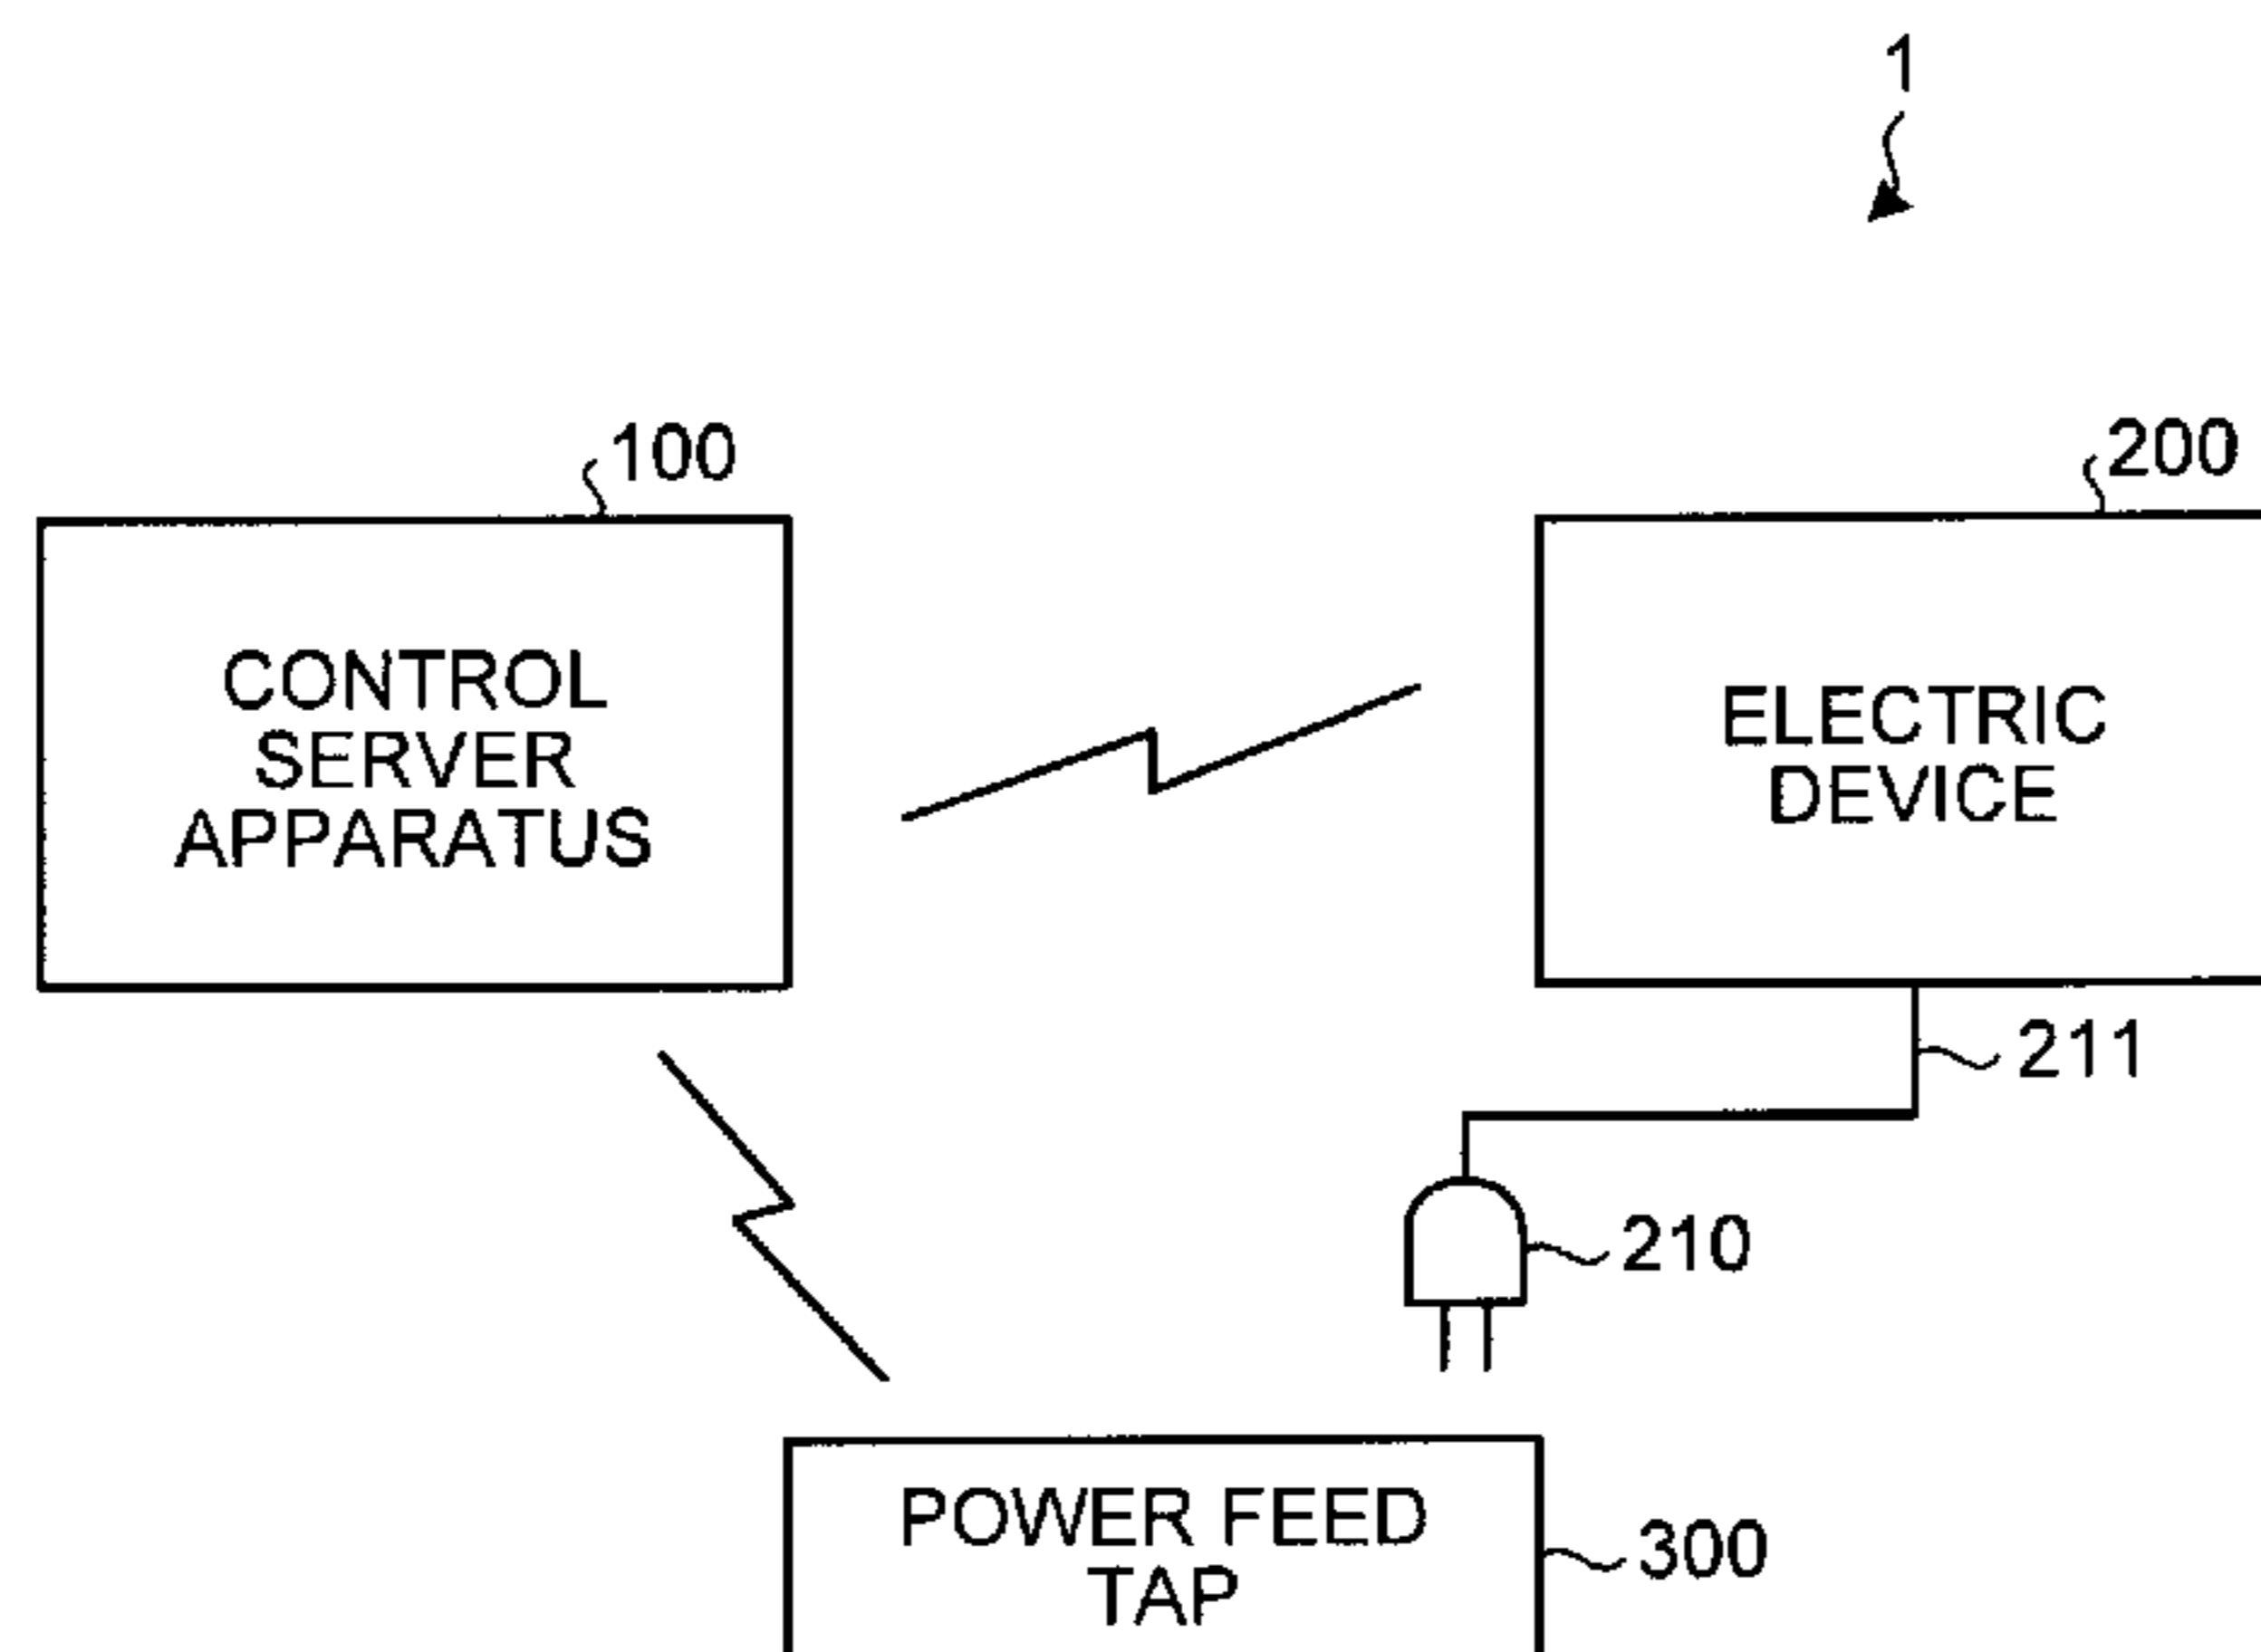 1
100
200
CONTROL
SERVER
APPARATUS
ELECTRIC
DEVICE
211
210
POWER FEED
TAP
300